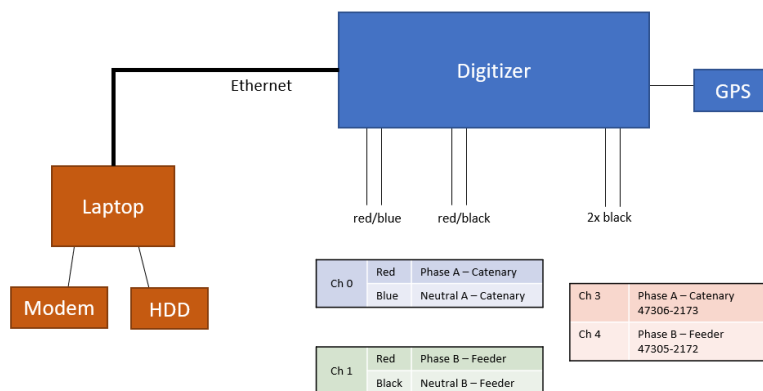 Digitizer
GPS
Ethernet
Laptop
red/blue
red/black
2x black
Modem
HDD
Ch 0
Red
Phase A – Catenary
Blue
Neutral A – Catenary
Ch 3
Phase A – Catenary
47306-2173
Ch 4
Phase B – Feeder
47305-2172
Ch 1
Red
Phase B – Feeder
Black
Neutral B – Feeder